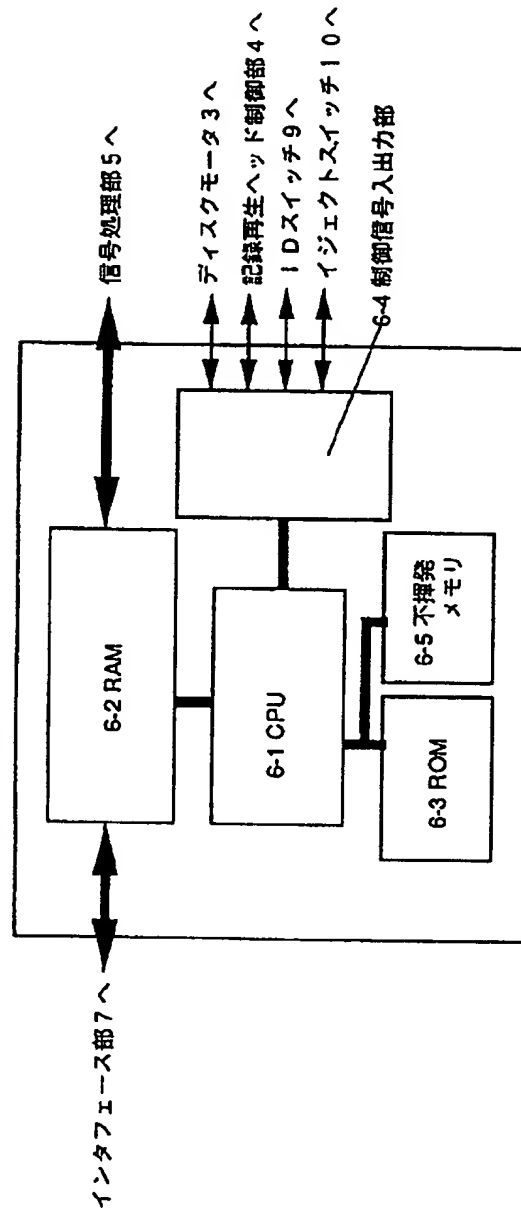 インタフェース部7へ
6-2 RAM
信号処理部5へ
6-1 CPU
ディスクモータ3へ
記録再生ヘッド制御部4へ
IDスイッチ9へ
イジェクトスイッチ10へ
6-4 制御信号入出力部
6-3 ROM
6-5 不揮発
メモリ